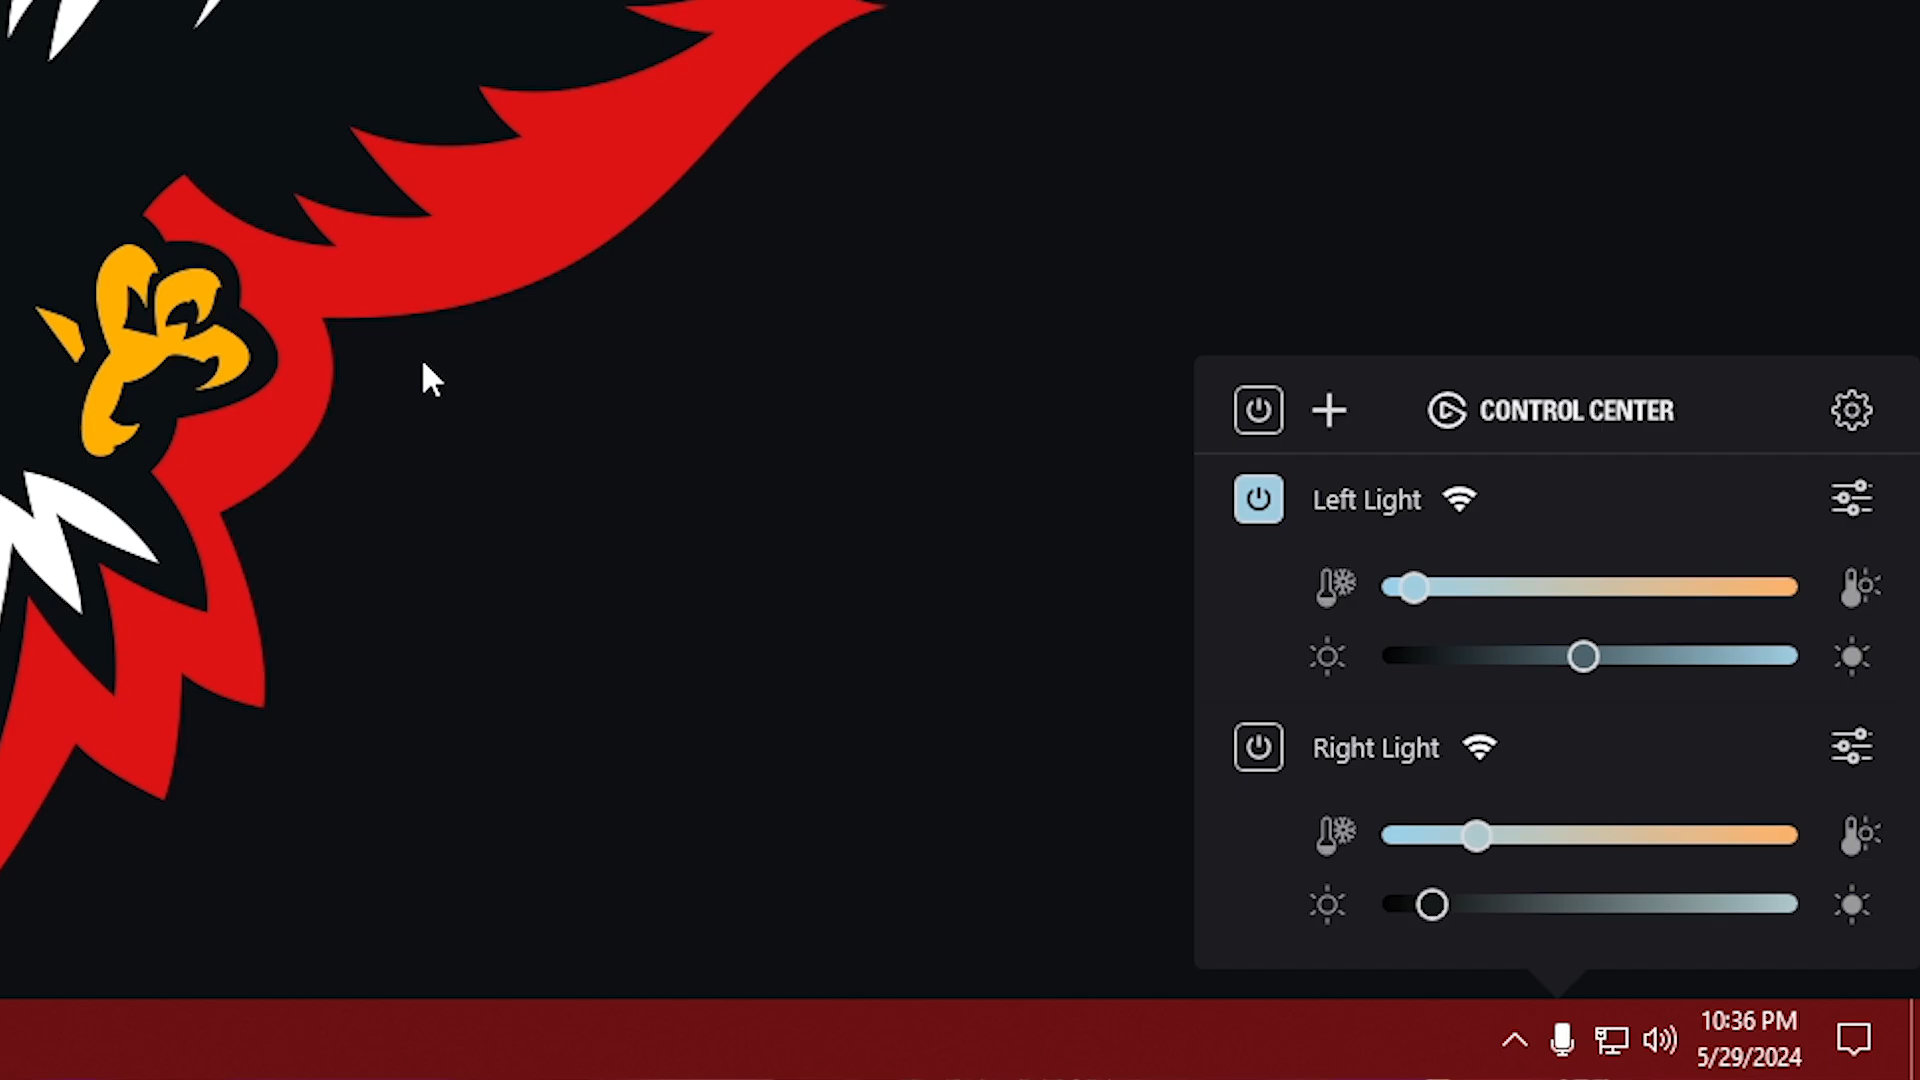 CONTROL CENTER
Left Light
Right Light
10:36 PM
5/29/2024